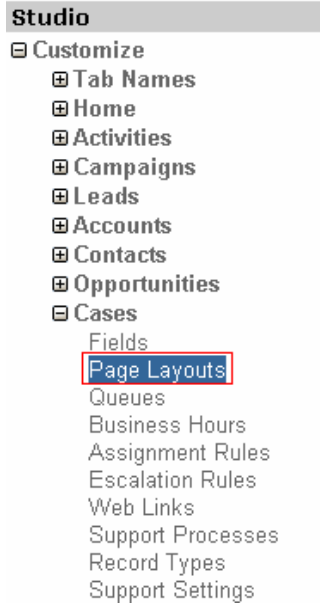 Studio
Customize
Tab Names
Home
Activities
Campaigns
Leads
Accounts
Contacts
Opportunities
Cases
Fields
Page Layouts
Queues
Business Hours
Assignment Rules
Escalation Rules
Web Links
Support Processes
Record Types
Support Settings